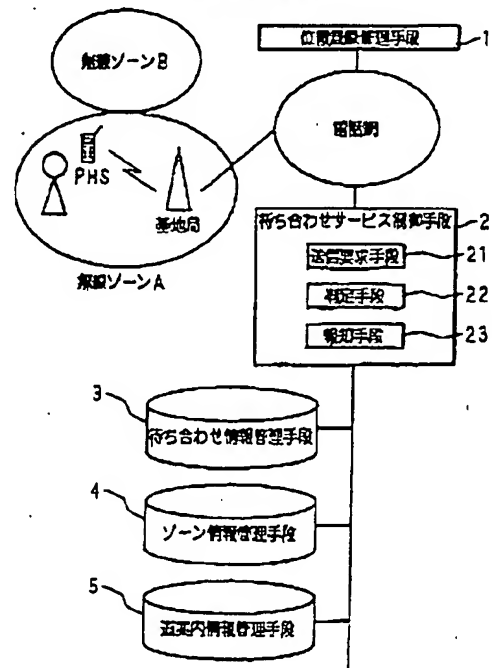 無線ゾーンB
位置登録管理手段
1
電話網
PHS
基地局
無線ゾーンA
待ち合わせサービス制御手段
2
送信要求手段
21
判定手段
22
報知手段
23
3
待ち合わせ情報管理手段
4
ゾーン情報管理手段
5
道案内情報管理手段